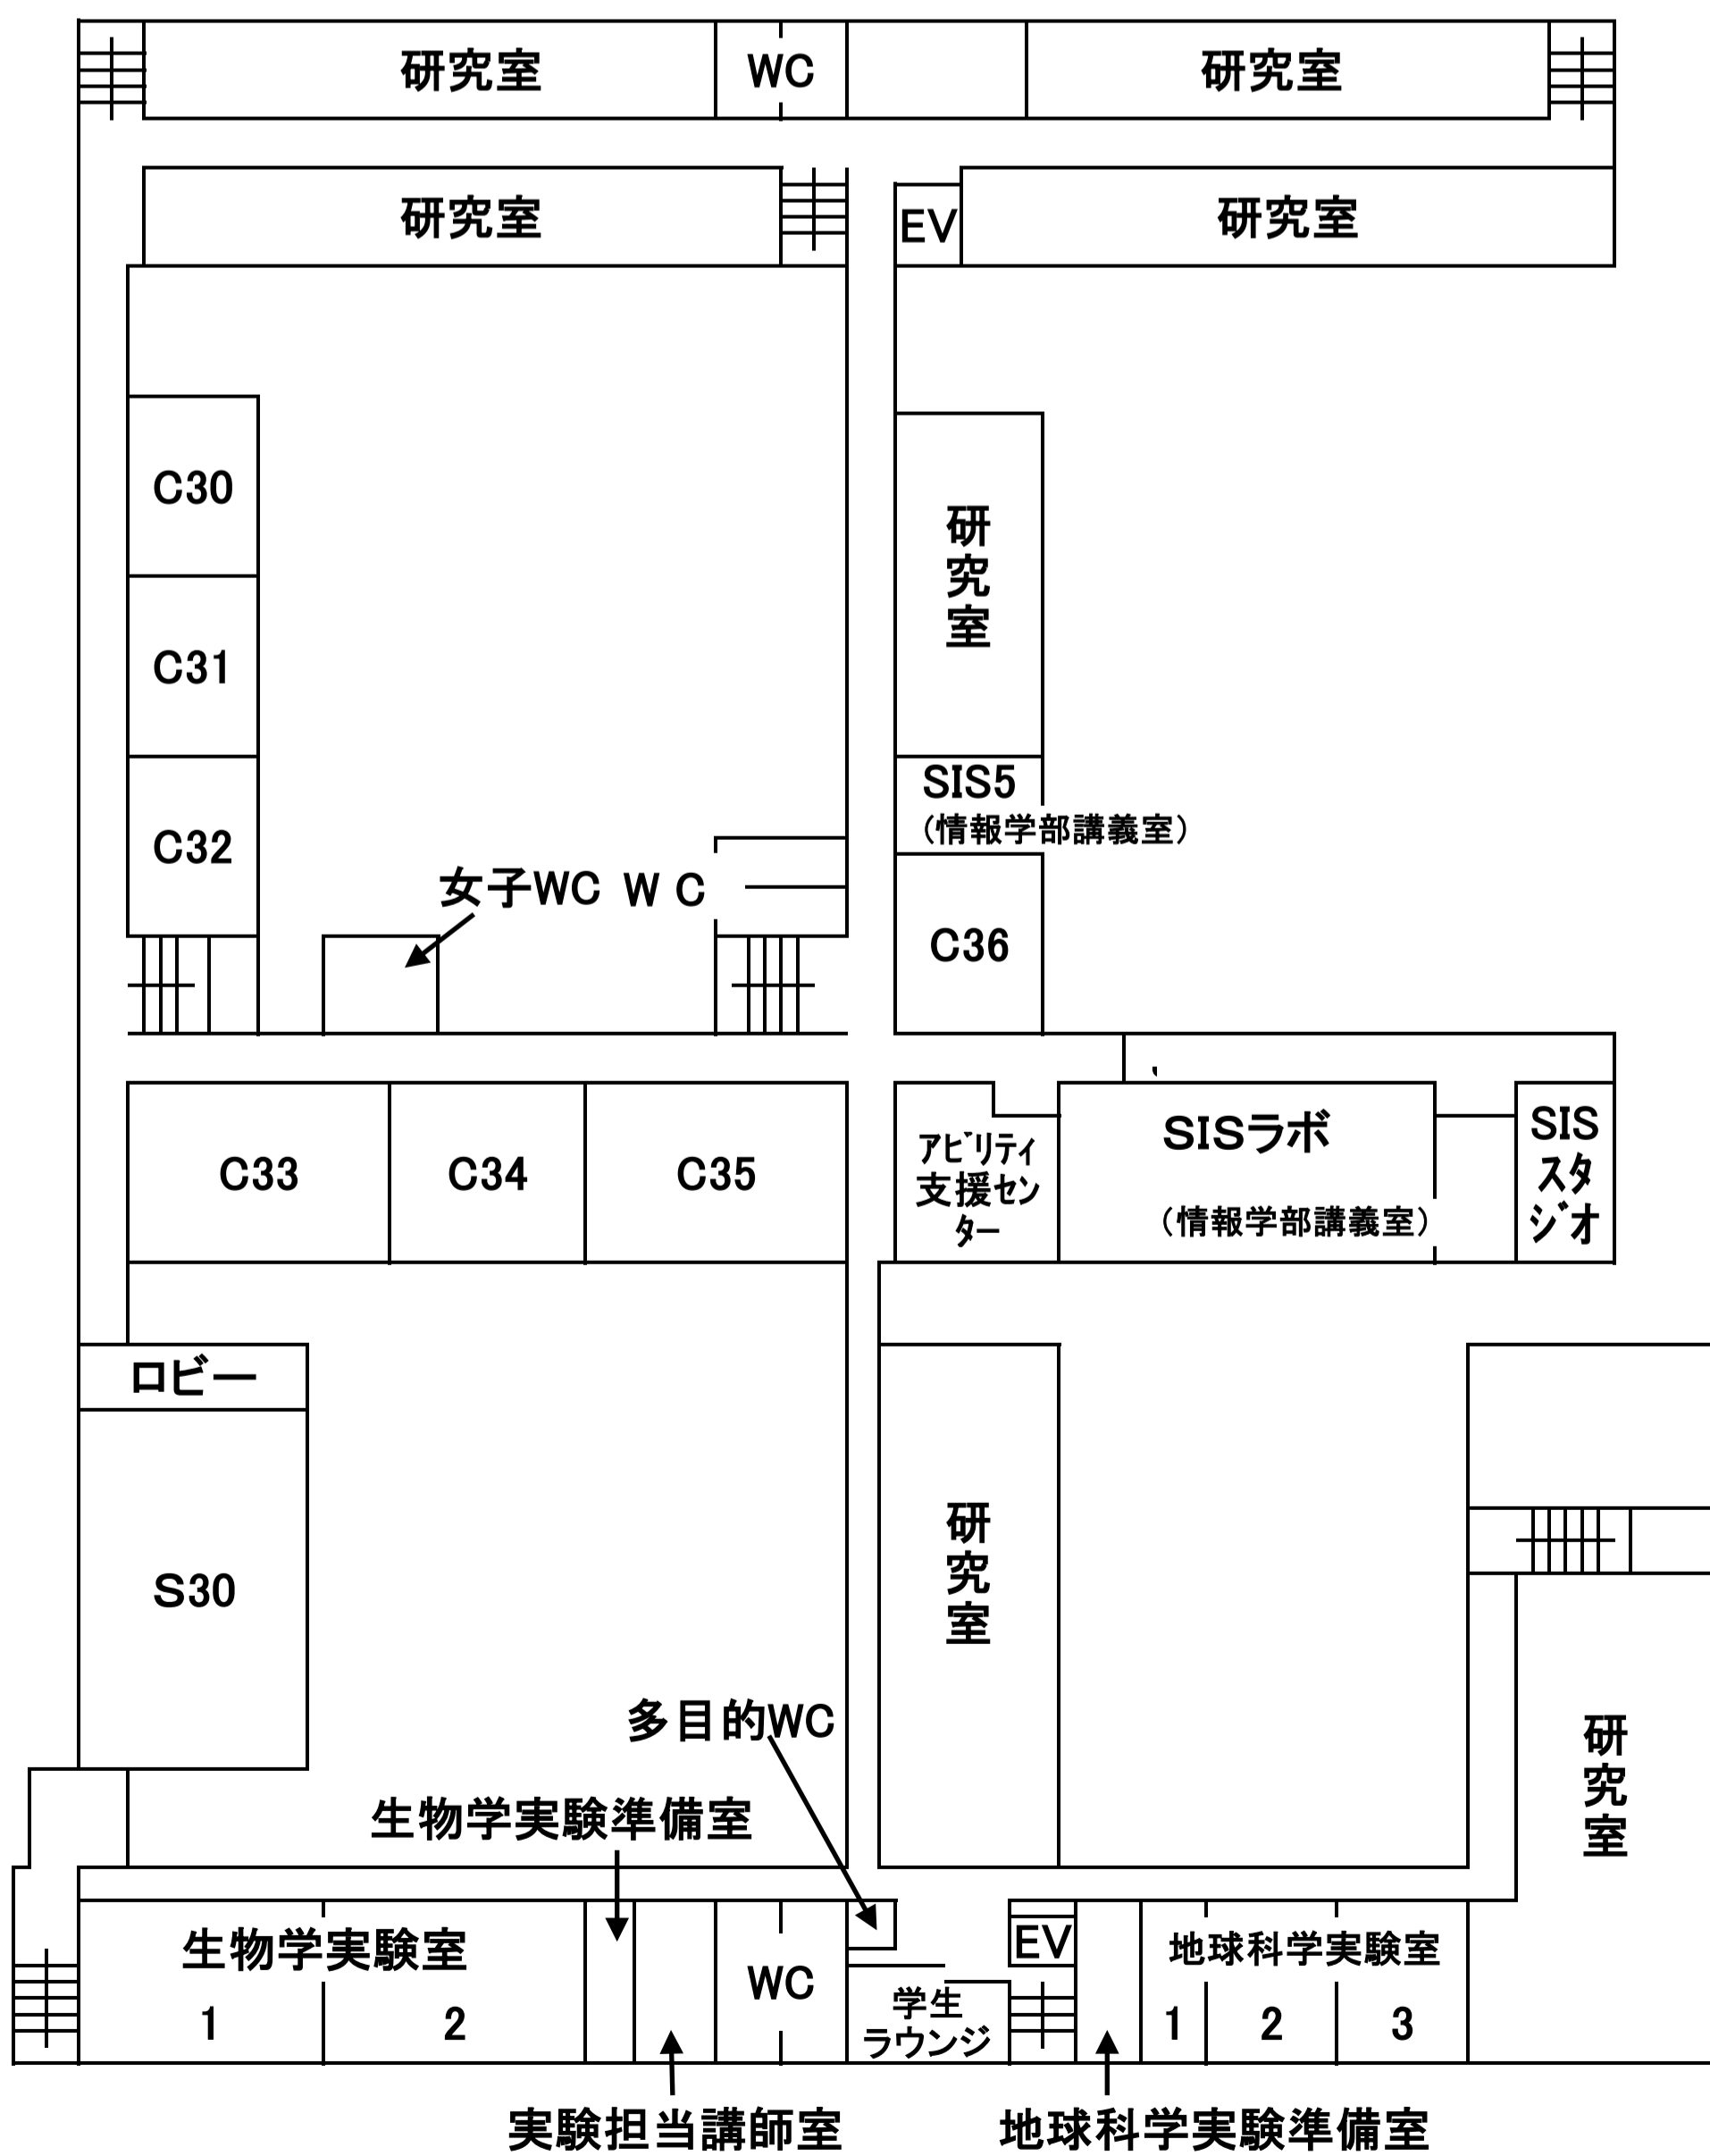 研究室
WC
研究室
研究室
EV
研究室
C30
研究室
C31
SIS5
（情報学部講義室）
C32
女子WC
W C
C36
C33
C34
C35
アビリティ
支援セン
ター
SISラボ
（情報学部講義室）
SIS
スタ
ジオ
ロビー
S30
研究室
多目的WC
研究室
生物学実験準備室
生物学実験室
1
2
WC
学生
ラウンジ
EV
地球科学実験室
1
2
3
実験担当講師室
地球科学実験準備室